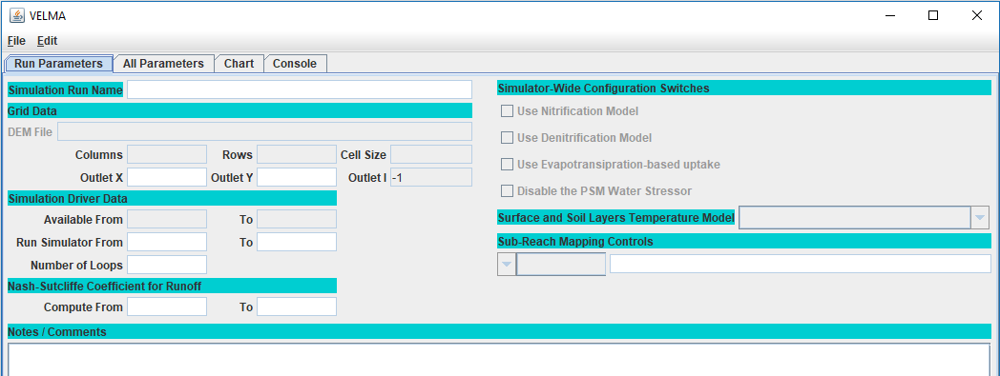 VELMA
File Edit
Run Parameters All Parameters Chart Console
Simulation Run Name
Grid Data
DEM File
Columns Rows Cell Size
Outlet X Outlet Y Outlet I -1
Simulation Driver Data
Available From To
Run Simulator From To
Number of Loops
Nash-Sutcliffe Coefficient for Runoff
Compute From To
Simulator-Wide Configuration Switches
Use Nitrification Model
Use Denitrification Model
Use Evapotransipration-based uptake
Disable the PSM Water Stressor
Surface and Soil Layers Temperature Model
Sub-Reach Mapping Controls
Notes / Comments